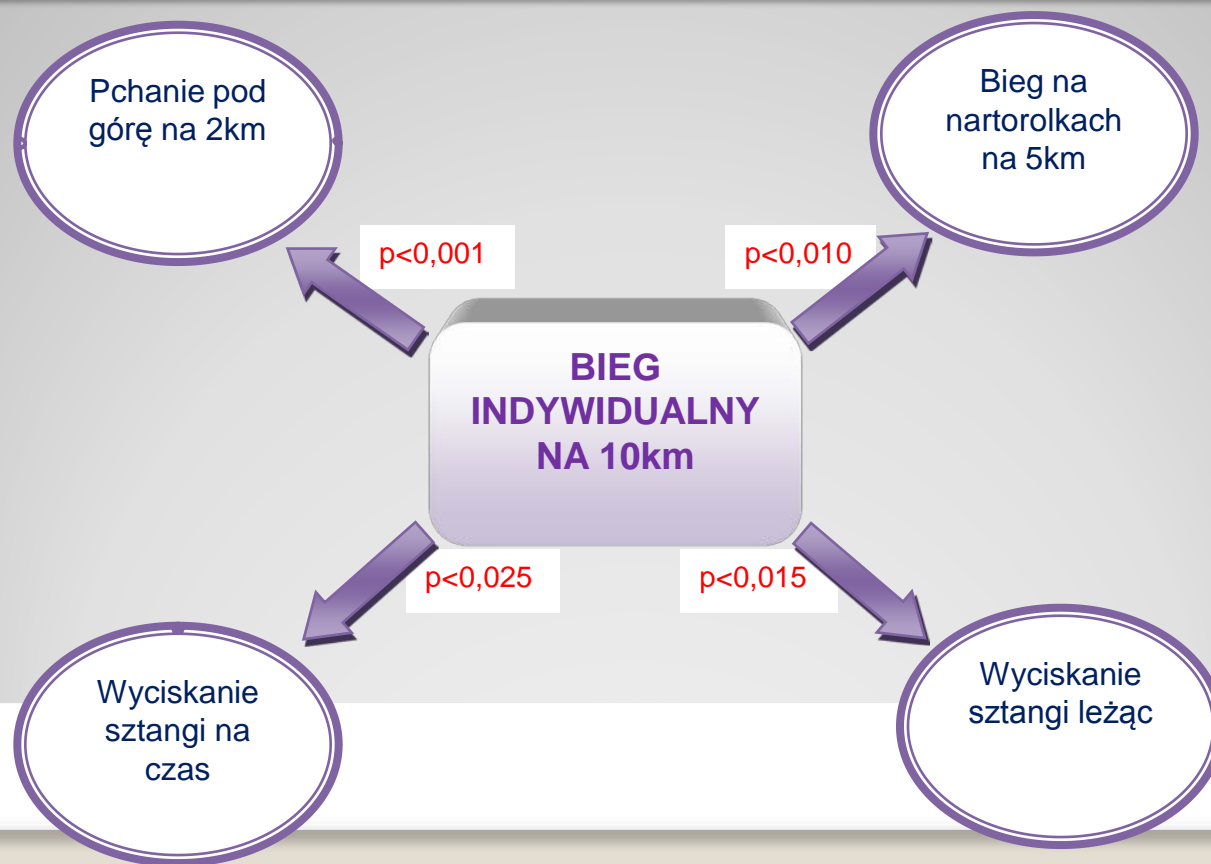 Pchanie pod
górę na 2km
Bieg na
nartorolkach
na 5km
p<0,001
p<0,010
BIEG
INDYWIDUALNY
NA 10km
p<0,025
p<0,015
Wyciskanie
sztangi na
czas
Wyciskanie
sztangi leżąc